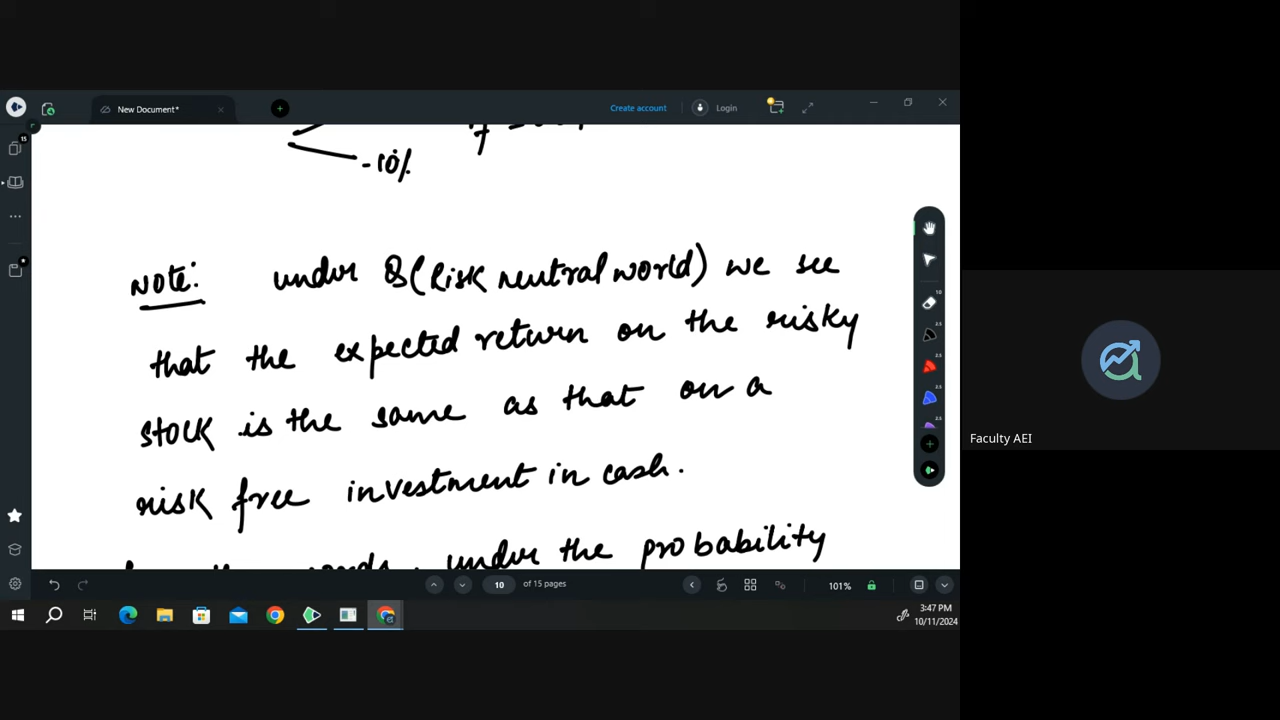 New Document*
Create account
Login
-10%
Note: under Q (Risk neutral world) we see
that the expected return on the risky
stock is the same as that on a
risk free investment in cash.
under the probability
10 of 15 pages
101%
3:47 PM
10/11/2024
Faculty AEI